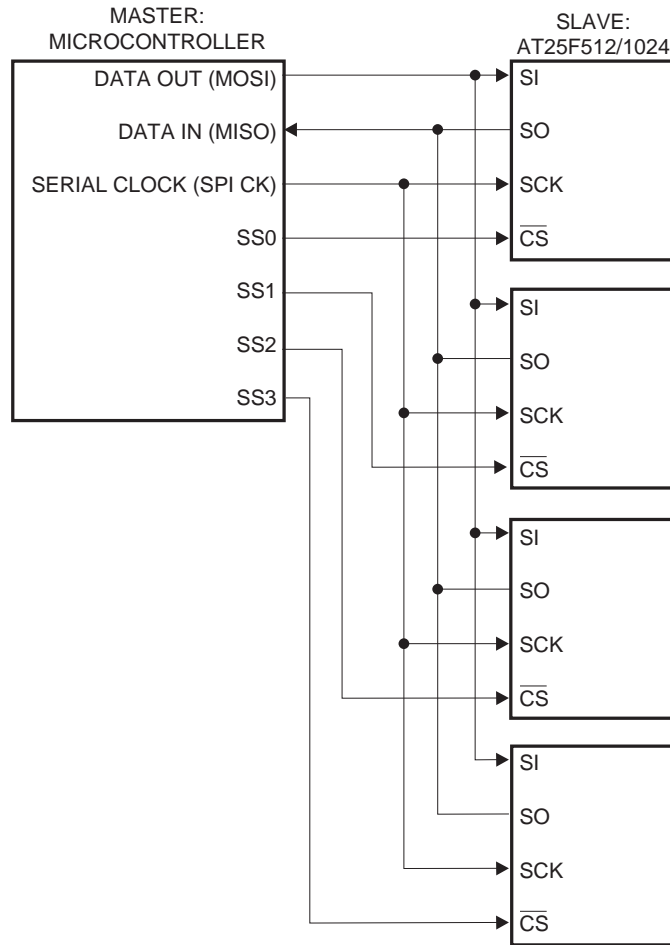 MASTER:
MICROCONTROLLER
DATA OUT (MOSI)
DATA IN (MISO)
SERIAL CLOCK (SPI CK)
SS0
SS1
SS2
SS3
SLAVE:
AT25F512/1024
SI
SO
SCK
CS
SI
SO
SCK
CS
SI
SO
SCK
CS
SI
SO
SCK
CS